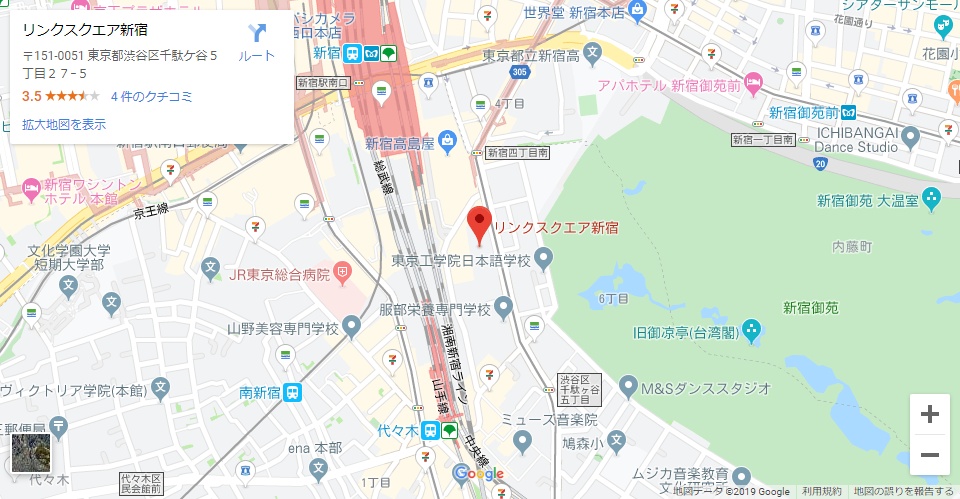 リンクスクエア新宿
〒151-0051 東京都渋谷区千駄ケ谷５
丁目２７−５
3.5
4 件のクチコミ
拡大地図を表示
ルート
新宿
新宿駅南口
世界堂 新宿本店
シアターサンモール
花園通り
花園小
東京都立新宿高
305
アパホテル 新宿御苑前
新宿御苑前
新宿一丁目南
ICHIBANGAI
Dance Studio
20
4丁目
新宿高島屋
新宿四丁目南
総武線
新宿ワシントン
ホテル 本館
京王線
新宿御苑 大温室
リンクスクエア新宿
内藤町
文化学園大学
短期大学部
JR東京総合病院
東京工学院日本語学校
6丁目
新宿御苑
服部栄養専門学校
旧御凉亭(台湾閣)
山野美容専門学校
湘南新宿ライン
山手線
ヴィクトリア学院(本館)
南新宿
渋谷区
千駄ヶ谷
五丁目
M&Sダンススタジオ
代々木
ミュース音楽院
鳩森小
中央線
ena 本部
1丁目
代々木
代々木区
民会館前
ムジカ音楽教育
文化研究所
Google
地図データ ©2019 Google
利用規約
地図の誤りを報告する